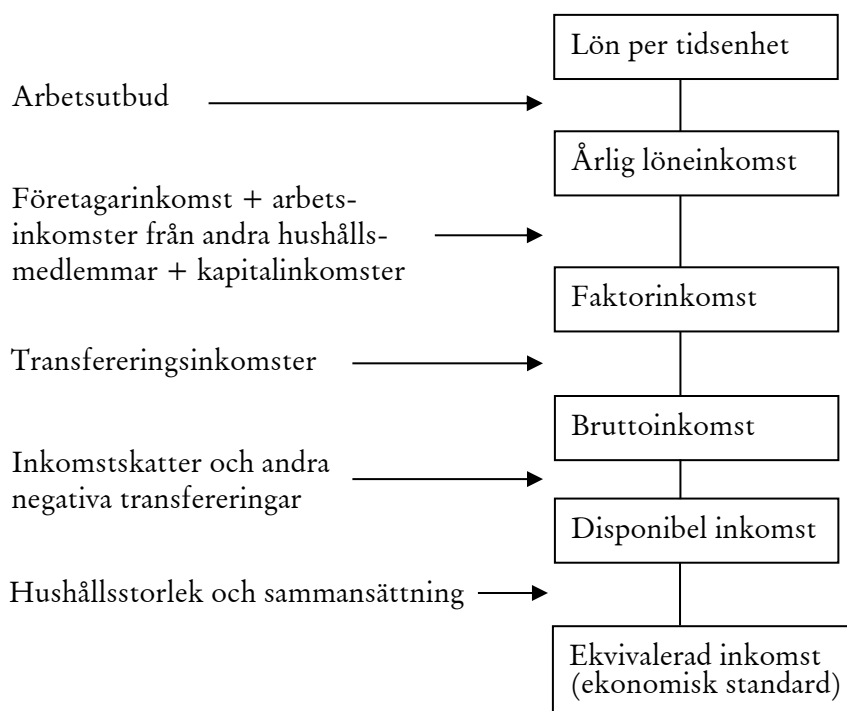 Lön per tidsenhet
Arbetsutbud
Årlig löneinkomst
Företagarinkomst + arbets-
inkomster från andra hushålls-
medlemmar + kapitalinkomster
Faktorinkomst
Transfereringsinkomster
Bruttoinkomst
Inkomstskatter och andra
negativa transfereringar
Disponibel inkomst
Hushållsstorlek och sammansättning
Ekvivalerad inkomst
(ekonomisk standard)